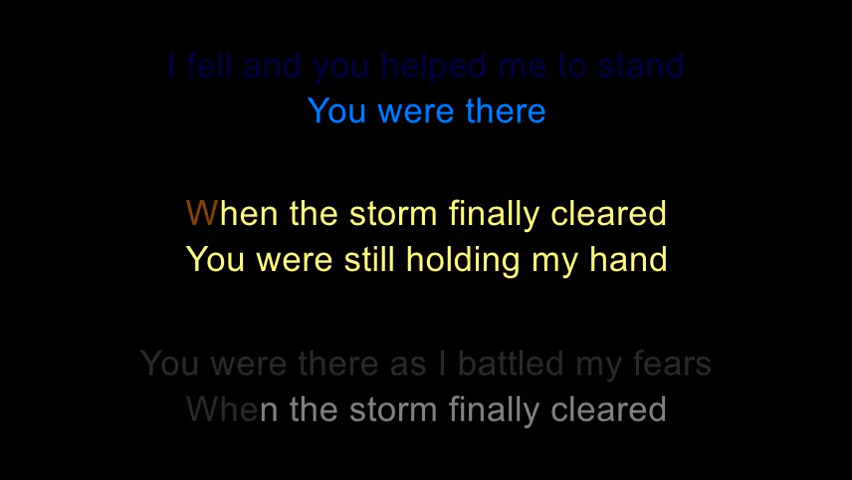 I fell and you helped me to stand
You were there
When the storm finally cleared
You were still holding my hand
You were there as I battled my fears
When the storm finally cleared